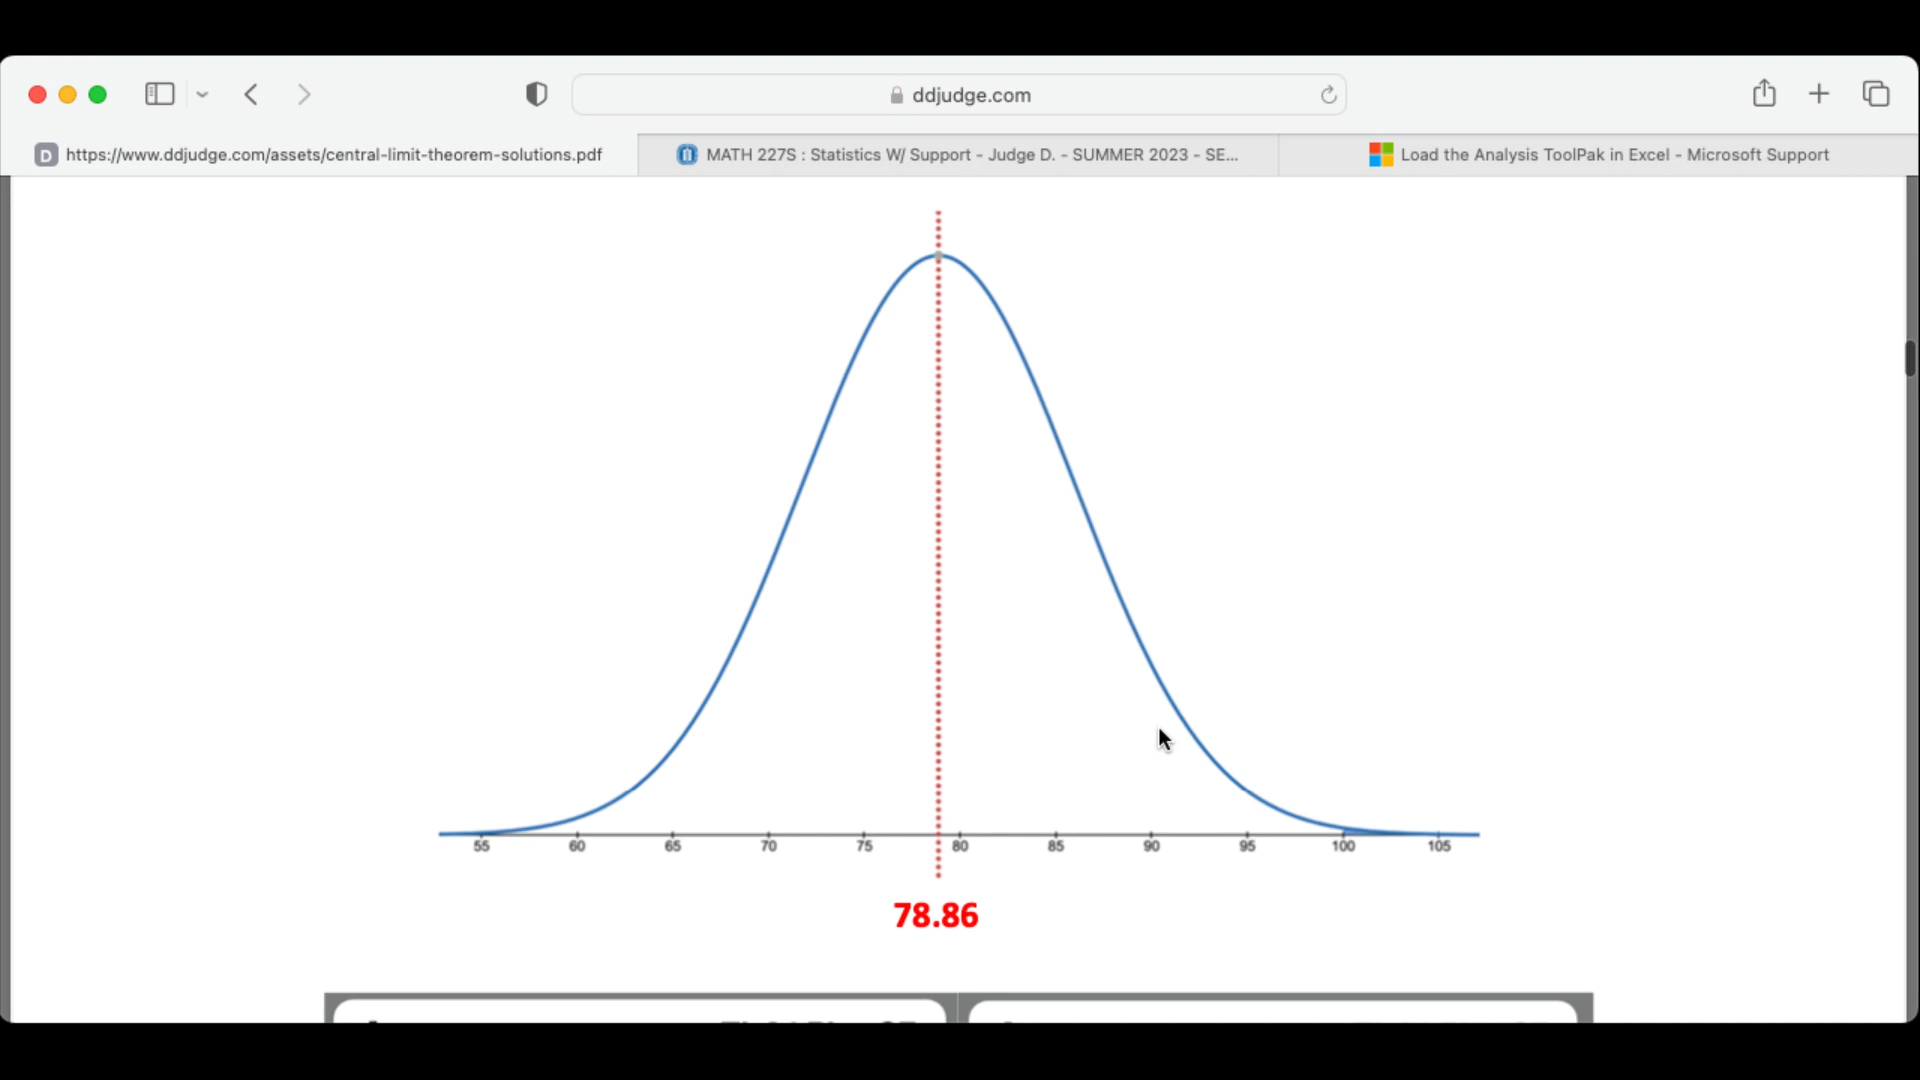 ddjudge.com
D https://www.ddjudge.com/assets/central-limit-theorem-solutions.pdf
MATH 227S : Statistics W/ Support - Judge D. - SUMMER 2023 - SE...
Load the Analysis ToolPak in Excel - Microsoft Support
55 60 65 70 75 80 85 90 95 100 105
78.86